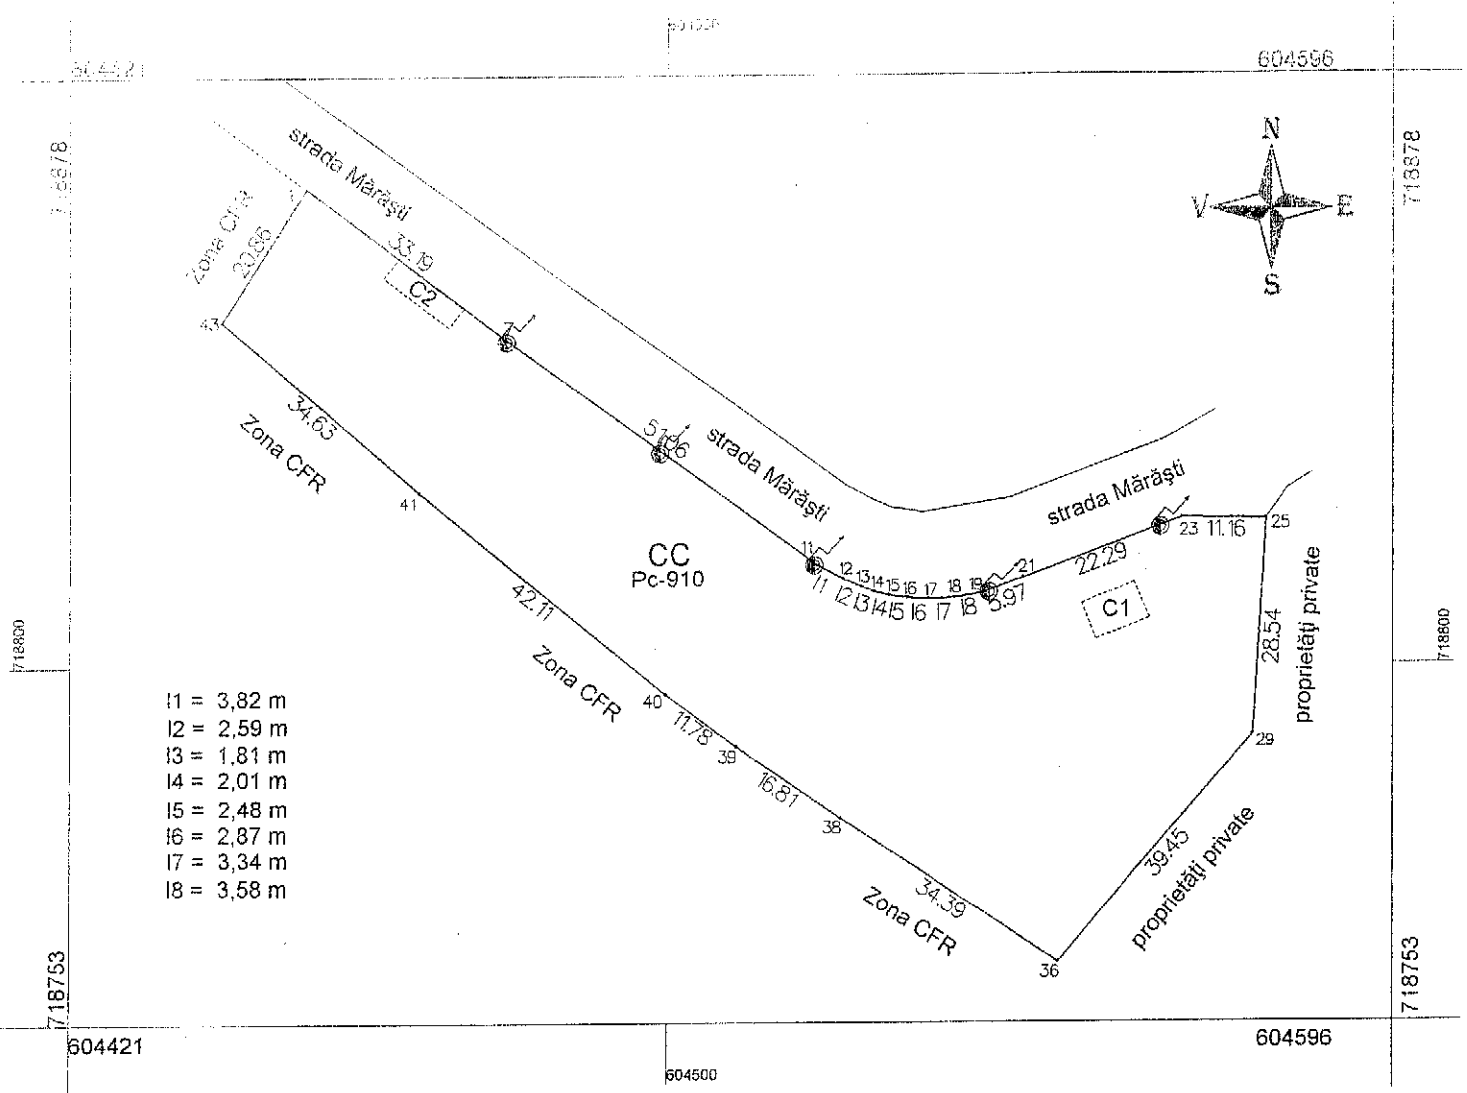 604421
604596
718878
718878
N
V
E
S
strada Mărăşti
Zona CFR
20.86
33.19
C2
43
7
34.63
Zona CFR
51.06
strada Mărăşti
strada Mărăşti
41
11
12
13
14
15
16
17
18
19
21
23
11.16
25
CC
Pc-910
l1
l2
l3
l4
l5
l6
l7
l8
5.97
22.29
C1
28.54
proprietăţi private
42.11
Zona CFR
718800
718800
40
11.78
39
29
16.81
38
39.45
proprietăţi private
34.39
Zona CFR
36
l1 = 3,82 m
l2 = 2,59 m
l3 = 1,81 m
l4 = 2,01 m
l5 = 2,48 m
l6 = 2,87 m
l7 = 3,34 m
l8 = 3,58 m
718753
718753
604421
604500
604596